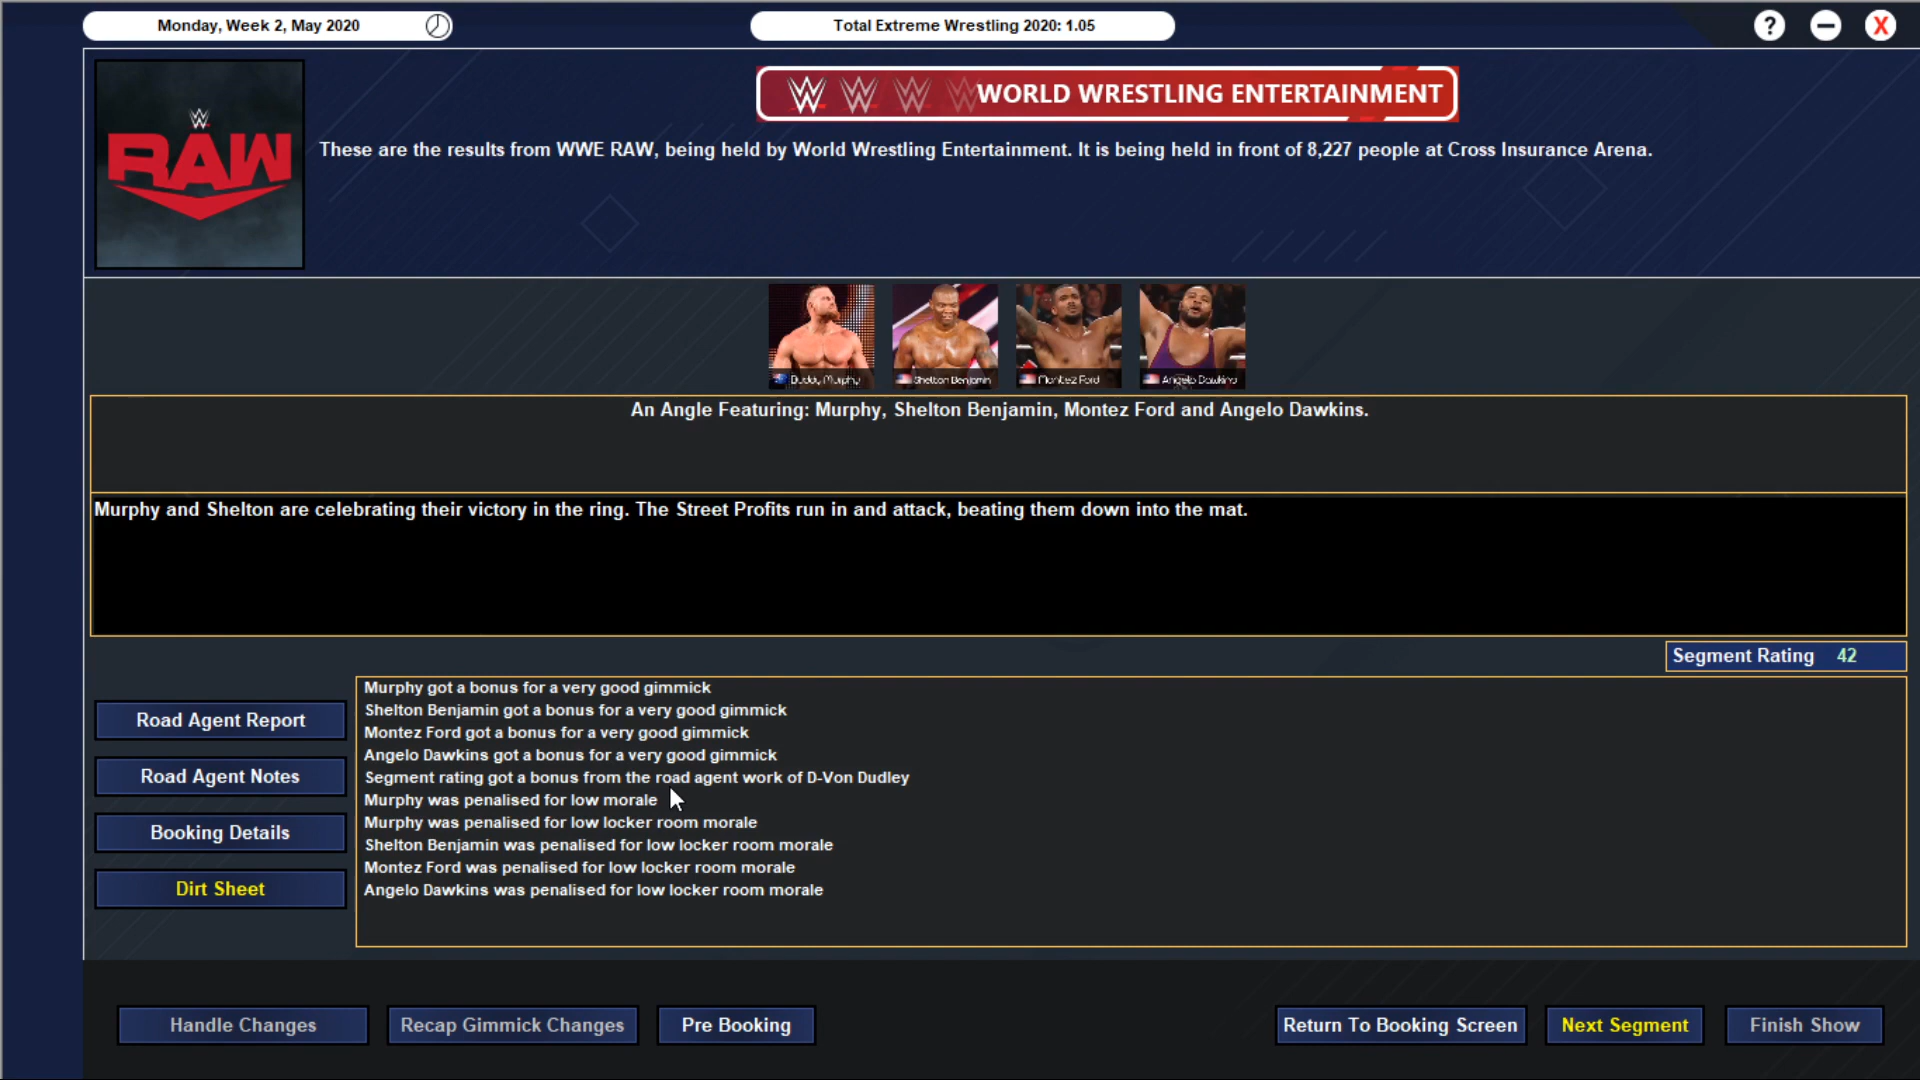 Monday, Week 2, May 2020
Total Extreme Wrestling 2020: 1.05
?
X
W
RAW
WORLD WRESTLING ENTERTAINMENT
These are the results from WWE RAW, being held by World Wrestling Entertainment. It is being held in front of 8,227 people at Cross Insurance Arena.
Buddy Murphy
Shelton Benjamin
Montez Ford
Angelo Dawkins
An Angle Featuring: Murphy, Shelton Benjamin, Montez Ford and Angelo Dawkins.
Murphy and Shelton are celebrating their victory in the ring. The Street Profits run in and attack, beating them down into the mat.
Segment Rating 42
Road Agent Report
Road Agent Notes
Booking Details
Dirt Sheet
Murphy got a bonus for a very good gimmick
Shelton Benjamin got a bonus for a very good gimmick
Montez Ford got a bonus for a very good gimmick
Angelo Dawkins got a bonus for a very good gimmick
Segment rating got a bonus from the road agent work of D-Von Dudley
Murphy was penalised for low morale
Murphy was penalised for low locker room morale
Shelton Benjamin was penalised for low locker room morale
Montez Ford was penalised for low locker room morale
Angelo Dawkins was penalised for low locker room morale
Handle Changes
Recap Gimmick Changes
Pre Booking
Return To Booking Screen
Next Segment
Finish Show